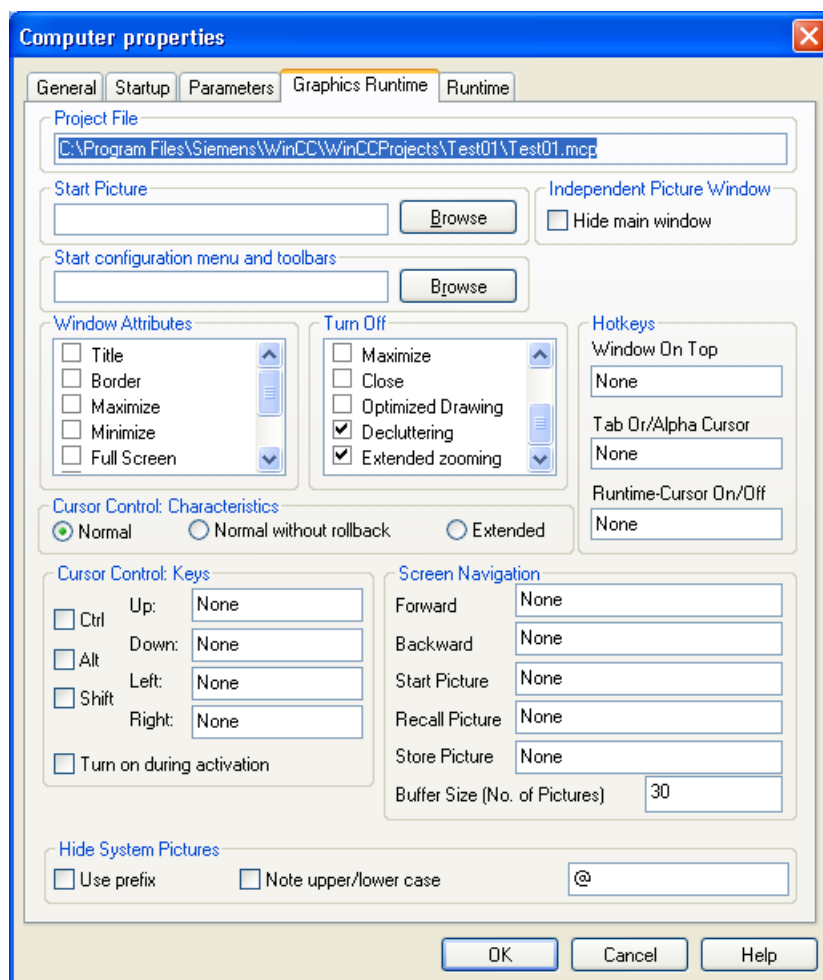 Computer properties
General Startup Parameters Graphics Runtime Runtime
Project File
C:\Program Files\Siemens\WinCC\WinCCProjects\Test01\Test01.mcp
Start Picture
Browse
Independent Picture Window
Hide main window
Start configuration menu and toolbars
Browse
Window Attributes
Title
Border
Maximize
Minimize
Full Screen
Turn Off
Maximize
Close
Optimized Drawing
Decluttering
Extended zooming
Hotkeys
Window On Top
None
Tab Or/Alpha Cursor
None
Runtime-Cursor On/Off
None
Cursor Control: Characteristics
Normal Normal without rollback Extended
Cursor Control: Keys
Ctrl
Alt
Shift
Up: None
Down: None
Left: None
Right: None
Turn on during activation
Screen Navigation
Forward None
Backward None
Start Picture None
Recall Picture None
Store Picture None
Buffer Size (No. of Pictures) 30
Hide System Pictures
Use prefix Note upper/lower case @
OK Cancel Help